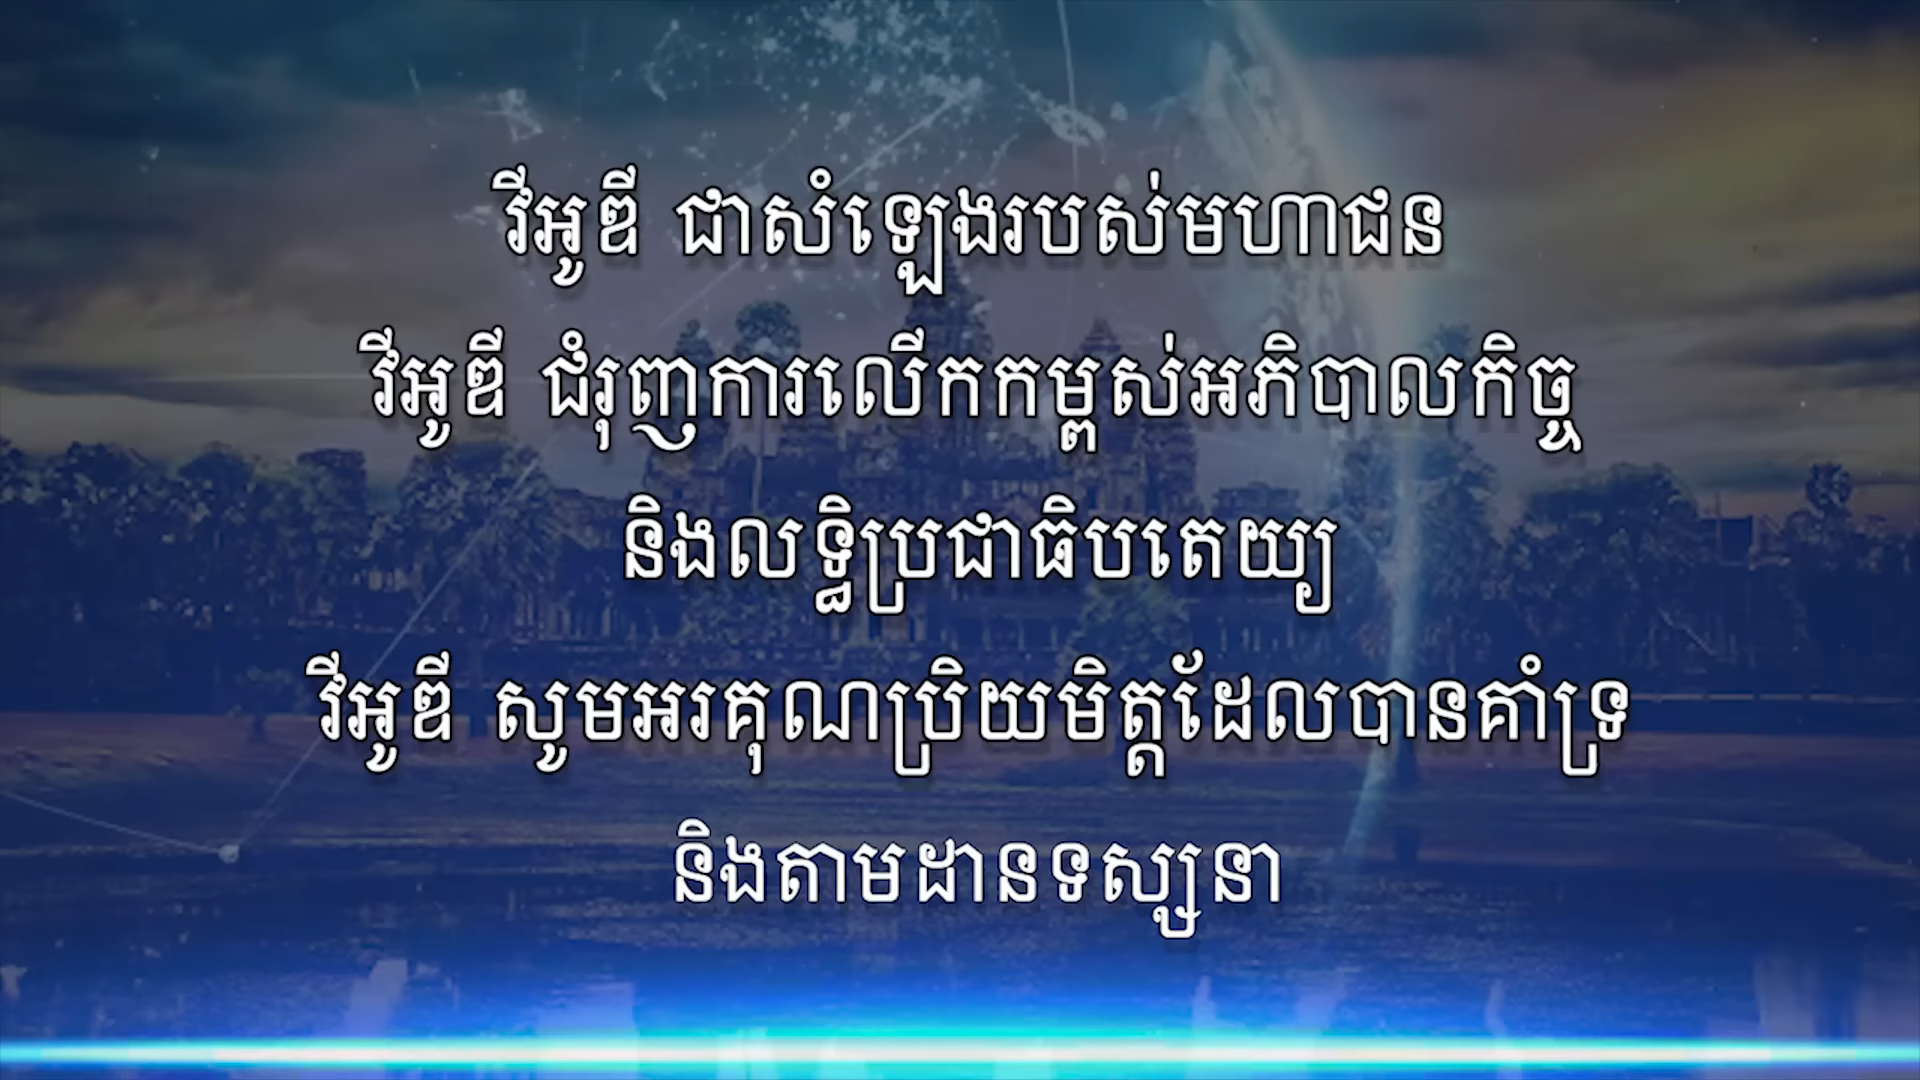 វីអូឌី ជាសំឡេងរបស់មហាជន
វីអូឌី ជំរុញការលើកកម្ពស់អភិបាលកិច្ច
និងលទ្ធិប្រជាធិបតេយ្យ
វីអូឌី សូមអរគុណប្រិយមិត្តដែលបានគាំទ្រ
និងតាមដានទស្សនា